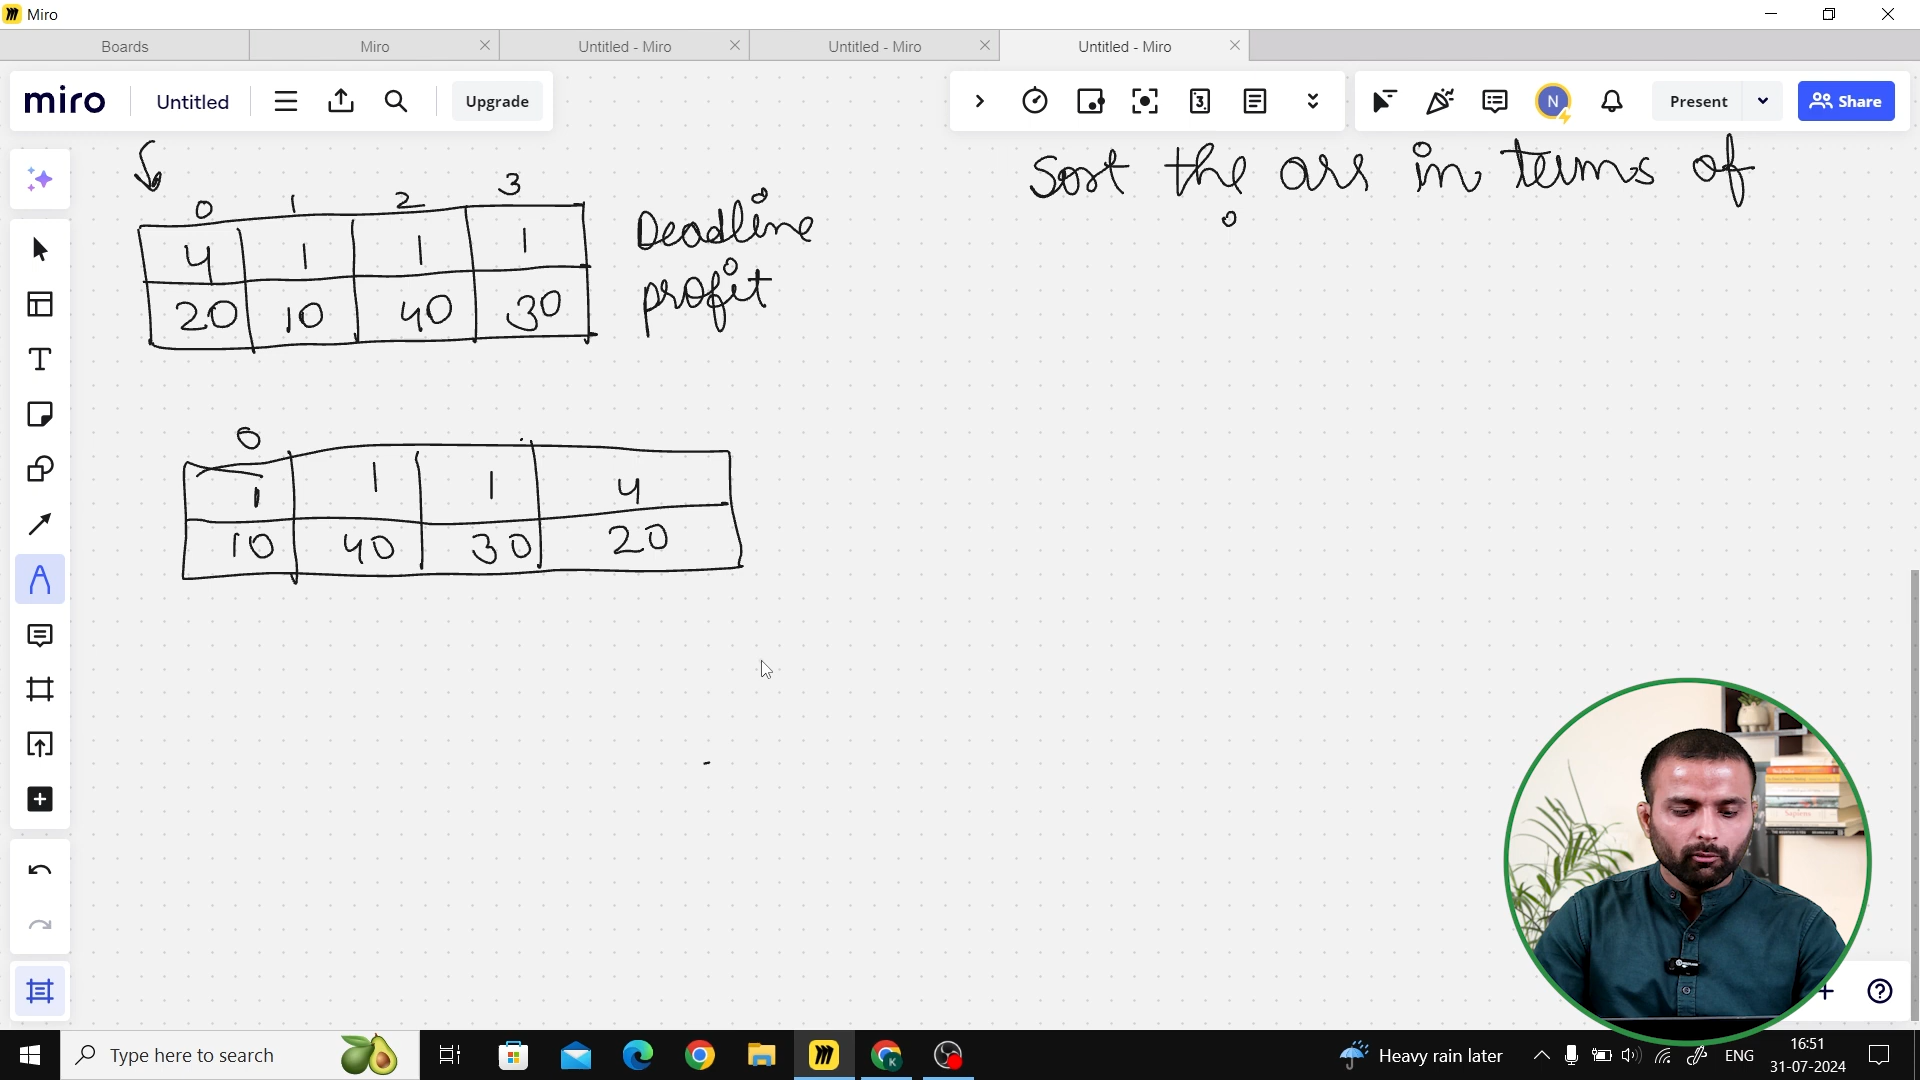 Miro
Boards
Miro
Untitled - Miro
Untitled - Miro
Untitled - Miro
miro
Untitled
Upgrade
3
N
Present
Share
Sort the arr in terms of
0 1 2 3
4 1 1 1
20 10 40 30
Deadline
profit
0
1 1 1 4
10 40 30 20
Type here to search
Heavy rain later
ENG
16:51
31-07-2024